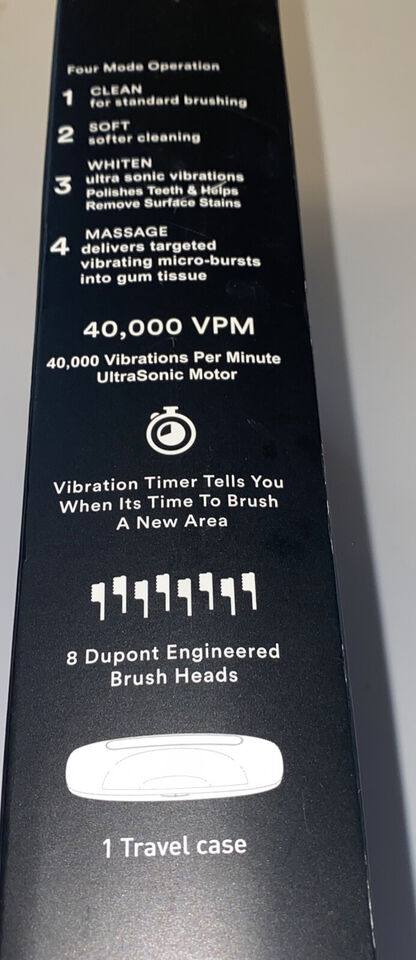 Four Mode Operation
1 CLEAN
for standard brushing
2 SOFT
softer cleaning
3 WHITEN
ultra sonic vibrations
Polishes Teeth & Helps
Remove Surface Stains
4 MASSAGE
delivers targeted
vibrating micro-bursts
into gum tissue
40,000 VPM
40,000 Vibrations Per Minute
UltraSonic Motor
Vibration Timer Tells You
When Its Time To Brush
A New Area
8 Dupont Engineered
Brush Heads
1 Travel case